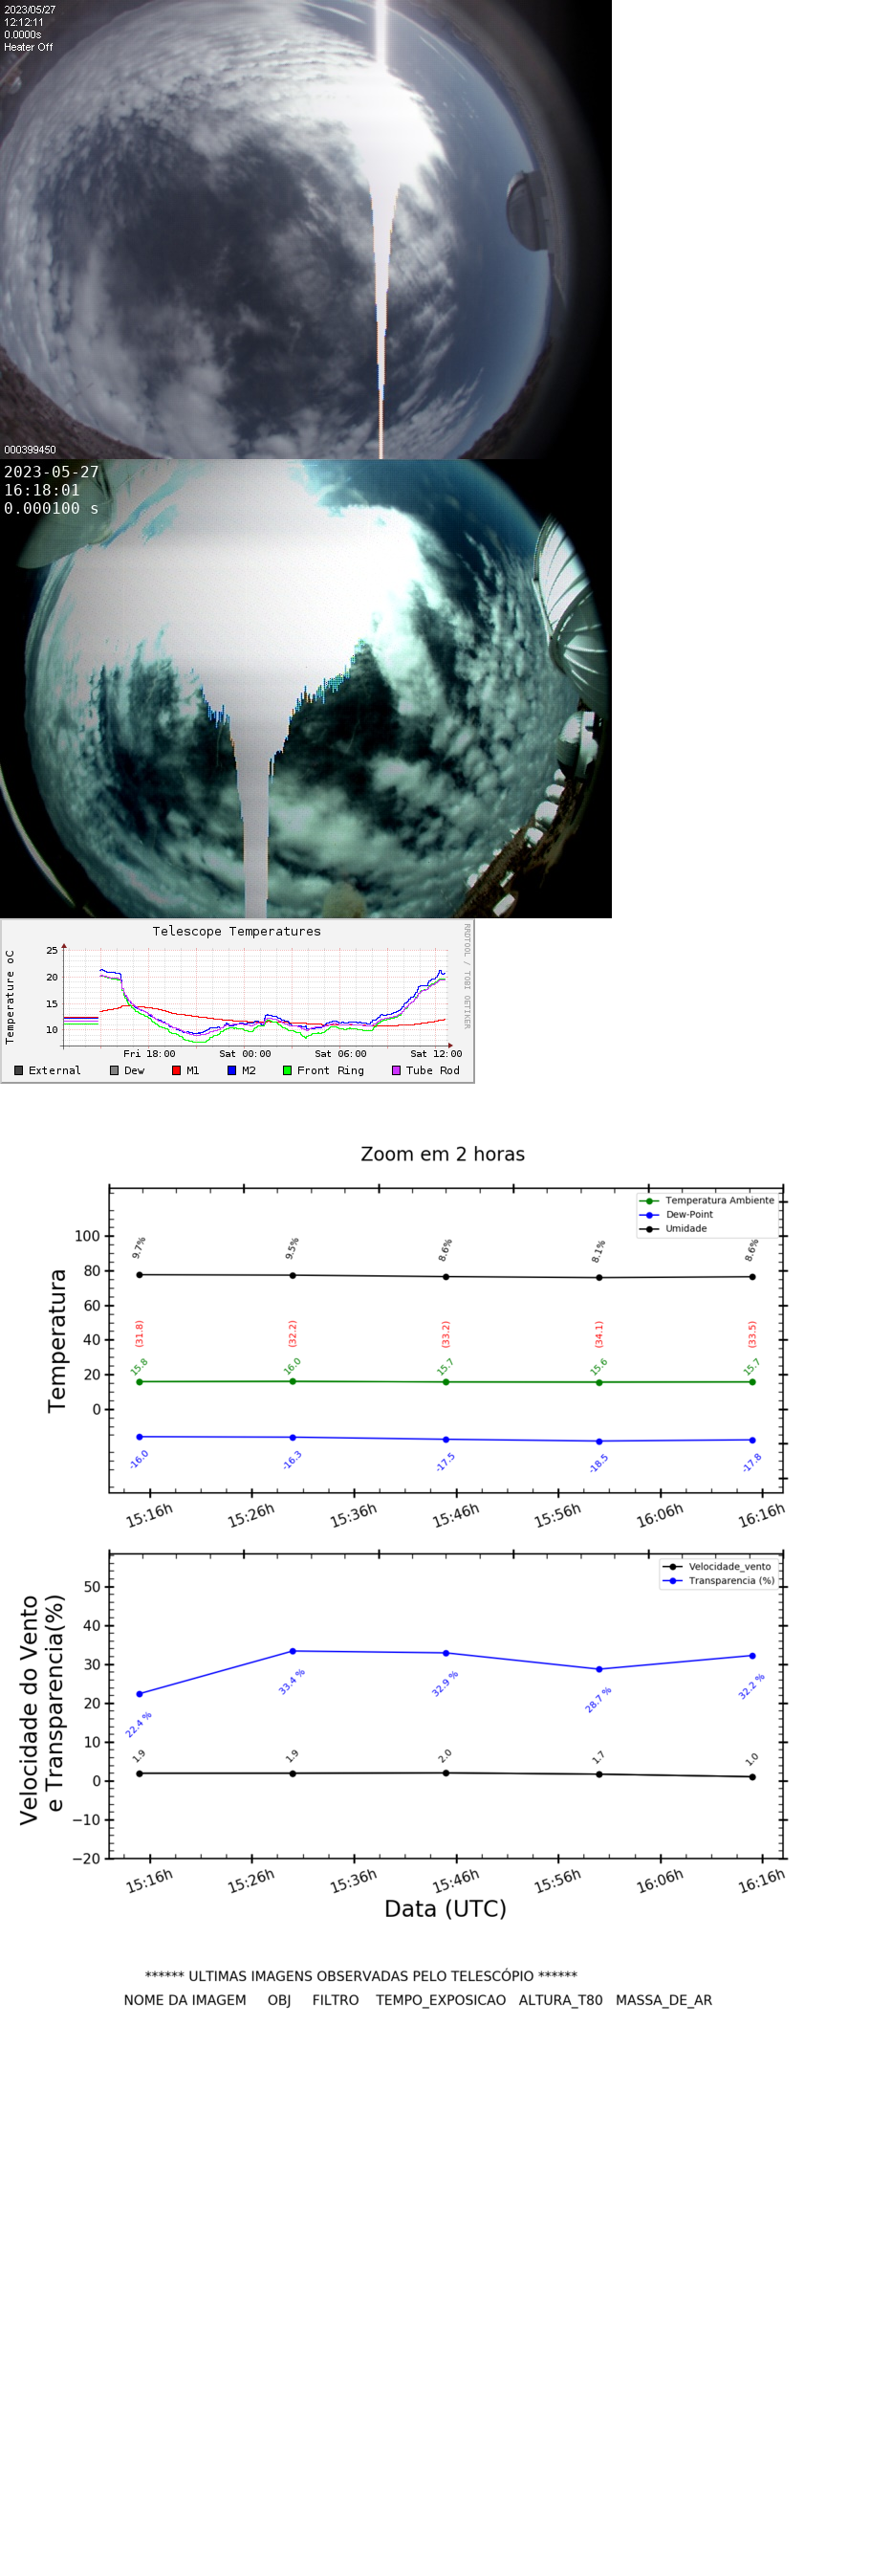 2023/05/27
12:12:11
0.0000s
Heater Off
000399450
2023-05-27
16:18:01
0.000100 s
Telescope Temperatures
RRDTOOL / TOBI OETIKER
Temperature oC
25
20
15
10
Fri 18:00 Sat 00:00 Sat 06:00 Sat 12:00
External Dew M1 M2 Front Ring Tube Rod
Zoom em 2 horas
Temperatura Ambiente
Dew-Point
Umidade
Temperatura
100
80
60
40
20
0
9.7% 9.5% 8.6% 8.1% 8.6%
(31.8) (32.2) (33.2) (34.1) (33.5)
15.8 16.0 15.7 15.6 15.7
-16.0 -16.3 -17.5 -18.5 -17.8
15:16h 15:26h 15:36h 15:46h 15:56h 16:06h 16:16h
Velocidade_vento
Transparencia (%)
Velocidade do Vento
e Transparencia(%)
50
40
30
20
10
0
−10
−20
22.4 % 33.4 % 32.9 % 28.7 % 32.2 %
1.9 1.9 2.0 1.7 1.0
15:16h 15:26h 15:36h 15:46h 15:56h 16:06h 16:16h
Data (UTC)
****** ULTIMAS IMAGENS OBSERVADAS PELO TELESCÓPIO ******
NOME DA IMAGEM OBJ FILTRO TEMPO_EXPOSICAO ALTURA_T80 MASSA_DE_AR